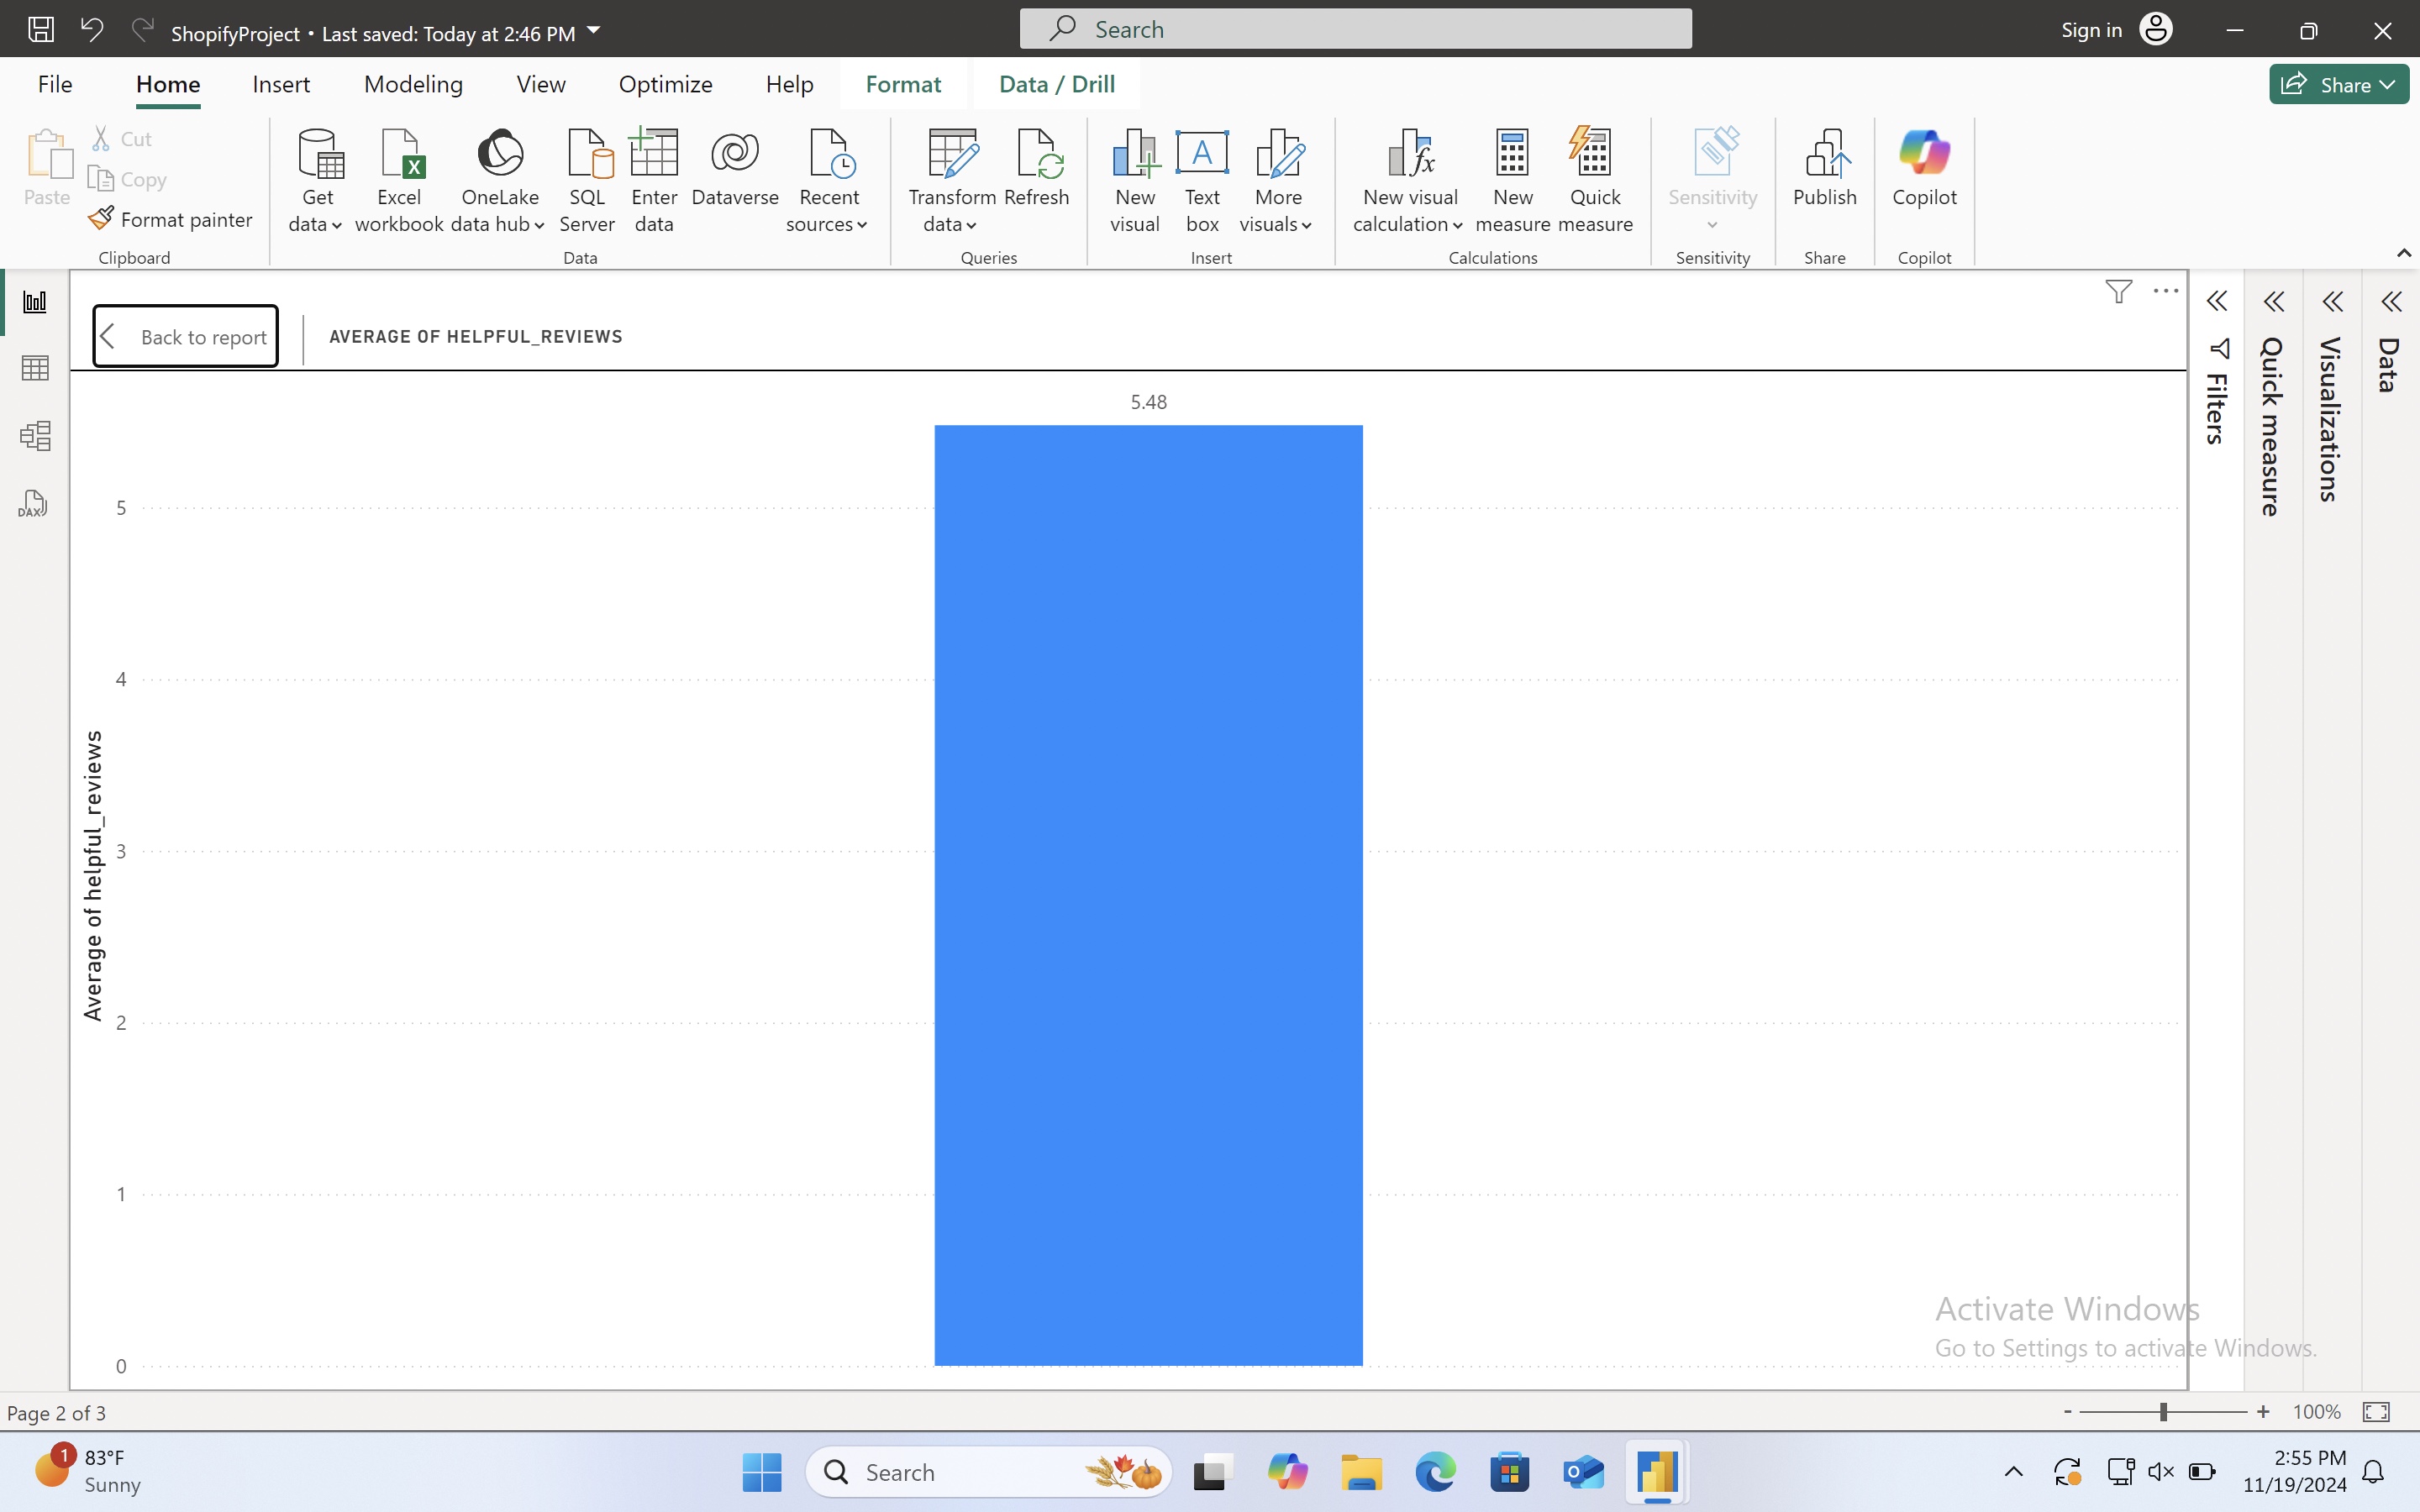 ShopifyProject • Last saved: Today at 2:46 PM
Search
Sign in
File
Home
Insert
Modeling
View
Optimize
Help
Format
Data / Drill
Share
Paste
Cut
Copy
Format painter
Clipboard
Get
data
Excel
workbook
OneLake
data hub
SQL
Server
Enter
data
Dataverse
Recent
sources
Data
Transform
data
Refresh
Queries
New
visual
A
Text
box
More
visuals
Insert
New visual
calculation
New
measure
Quick
measure
Calculations
Sensitivity
Sensitivity
Publish
Share
Copilot
Copilot
DAX
Back to report
AVERAGE OF HELPFUL_REVIEWS
5.48
5
4
3
2
1
0
Average of helpful_reviews
Filters
Quick measure
Visualizations
Data
Activate Windows
Go to Settings to activate Windows.
Page 2 of 3
- + 100%
1
83°F
Sunny
Search
2:55 PM
11/19/2024